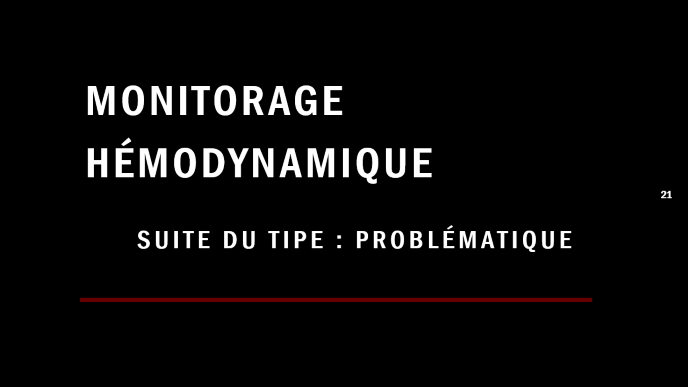 MONITORAGE
HÉMODYNAMIQUE
21
SUITE DU TIPE : PROBLÉMATIQUE